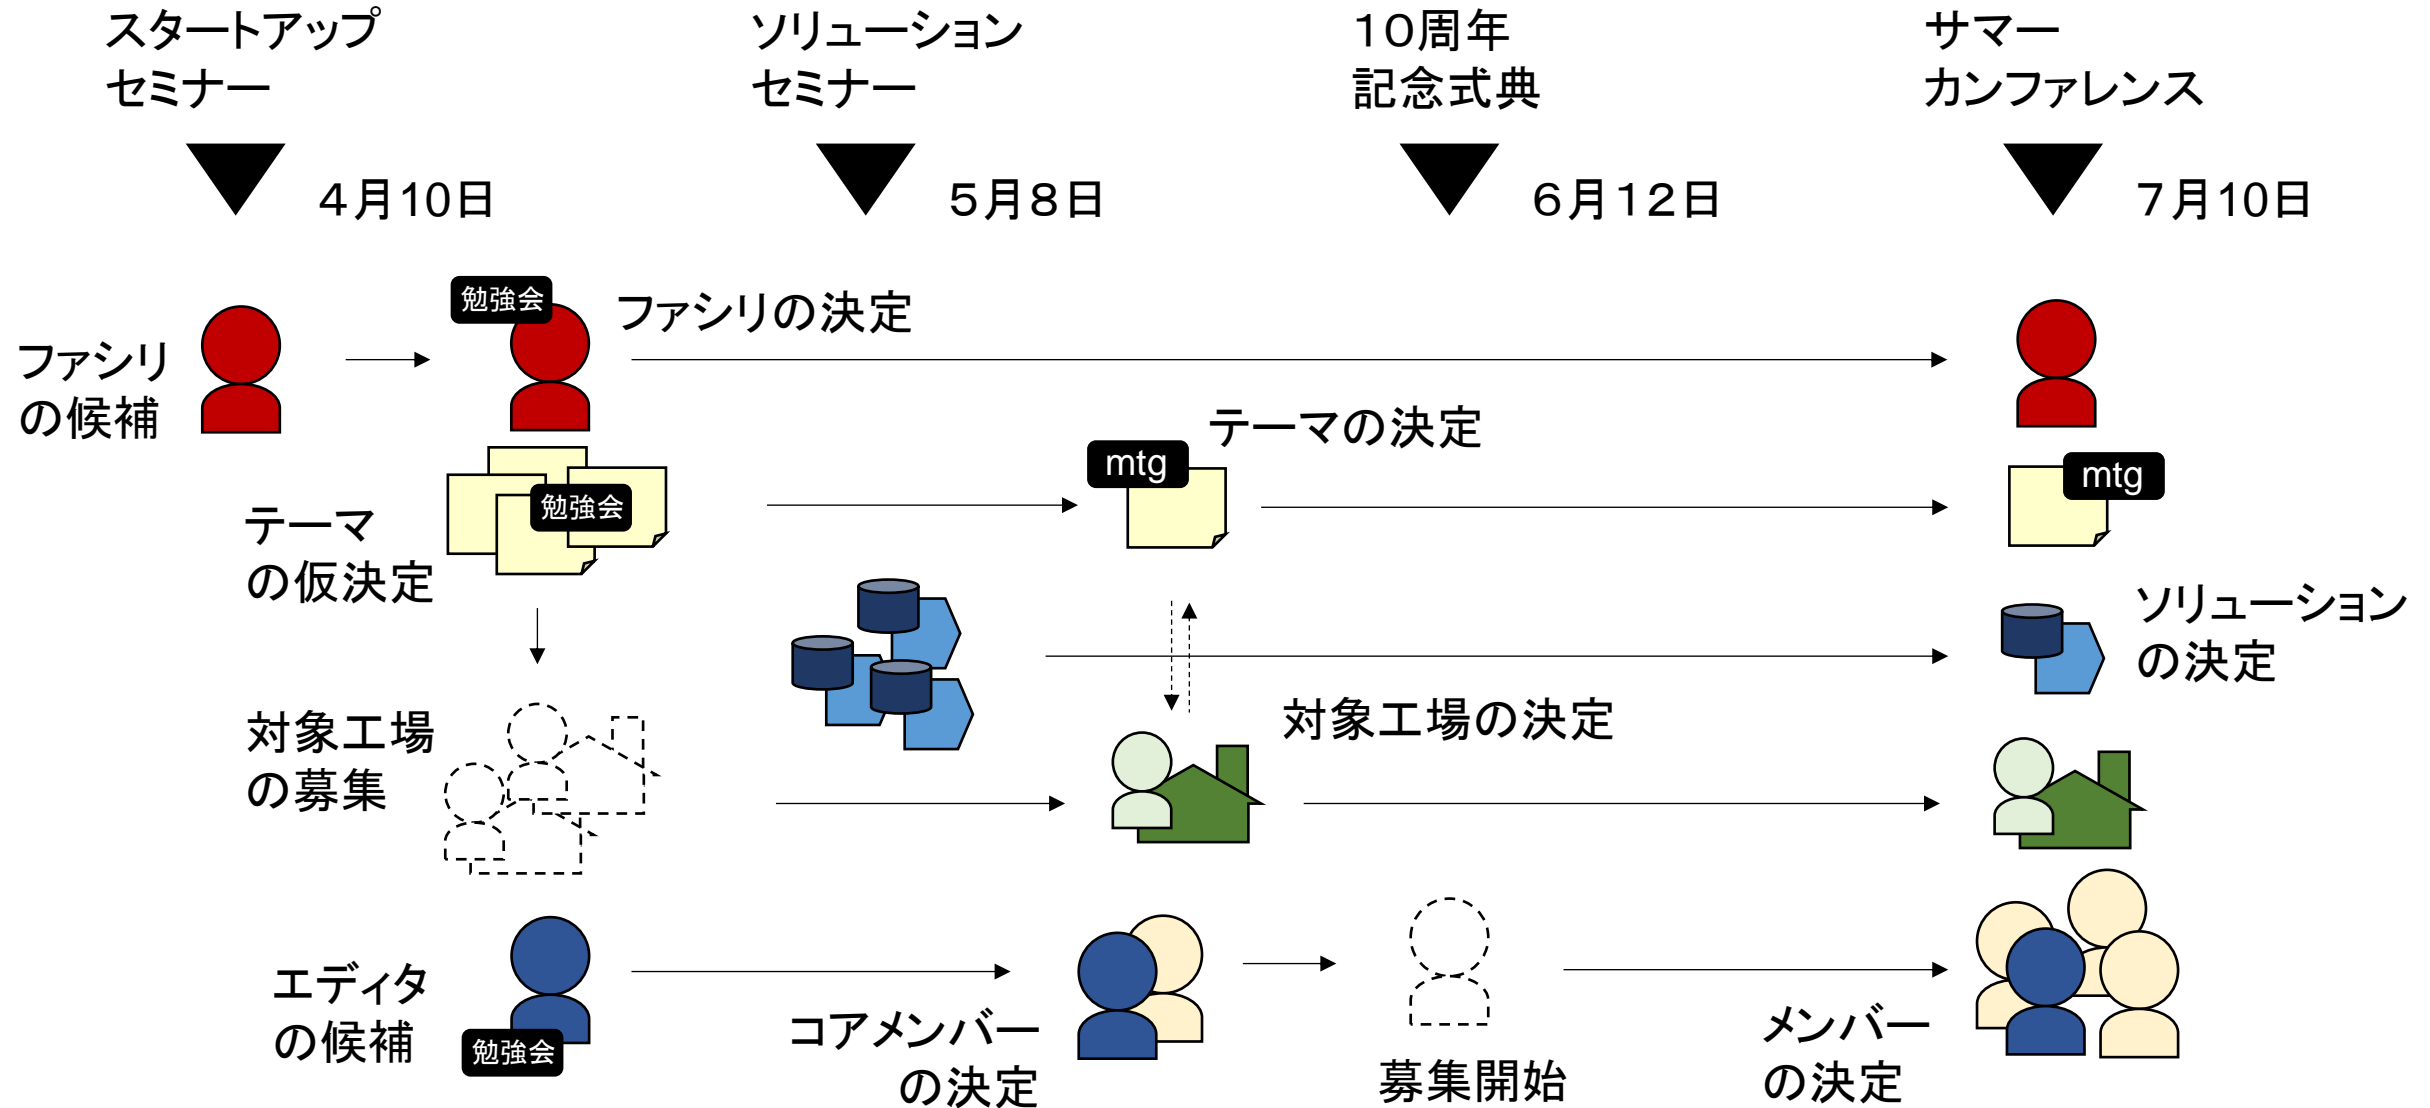 スタートアップ
セミナー
ソリューション
セミナー
１０周年
記念式典
サマー
カンファレンス
４月10日
５月８日
６月１２日
７月10日
勉強会
ファシリの決定
ファシリ
の候補
テーマの決定
mtg
mtg
勉強会
テーマ
の仮決定
ソリューション
の決定
対象工場
の募集
対象工場の決定
エディタ
の候補
勉強会
コアメンバー
の決定
募集開始
メンバー
の決定